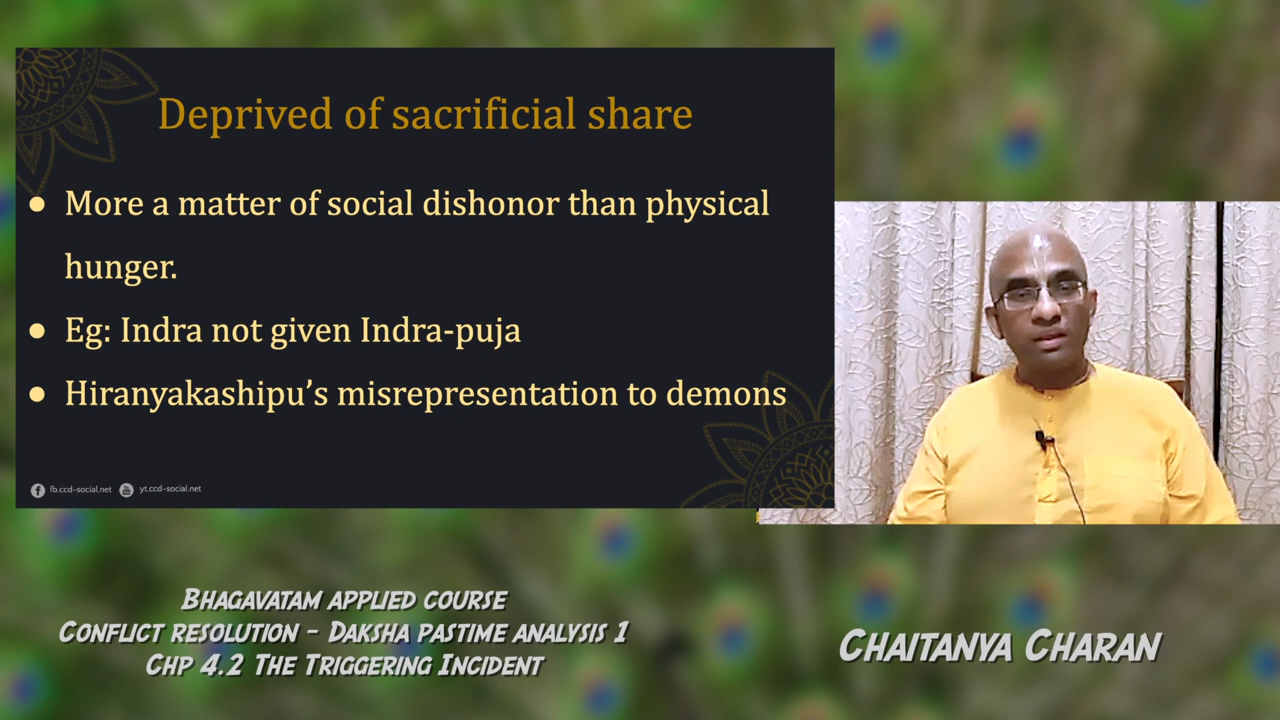 Deprived of sacrificial share
● More a matter of social dishonor than physical
hunger.
● Eg: Indra not given Indra-puja
● Hiranyakashipu’s misrepresentation to demons
fb.ccd-social.net yt.ccd-social.net
BHAGAVATAM APPLIED COURSE
CONFLICT RESOLUTION - DAKSHA PASTIME ANALYSIS 1
CHP 4.2 THE TRIGGERING INCIDENT
CHAITANYA CHARAN